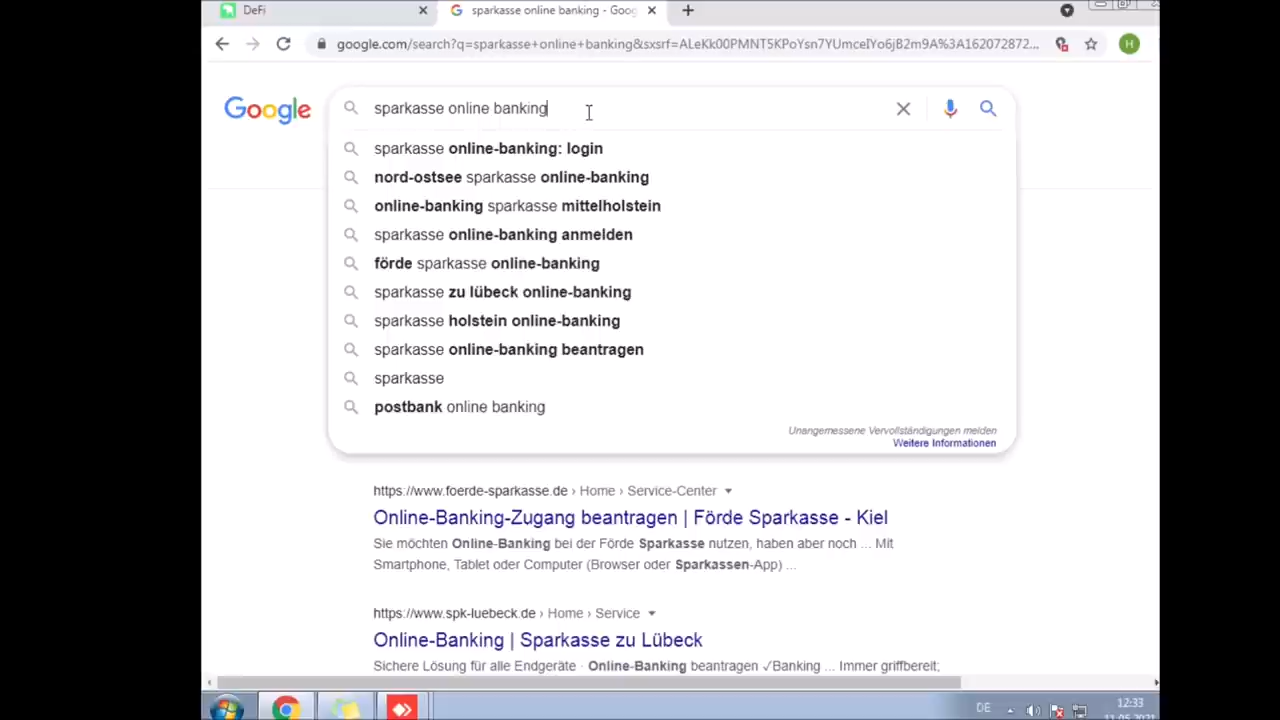 DeFi
sparkasse online banking - Goog
google.com/search?q=sparkasse+online+banking&sxsrf=ALeKk00PMNT5KPoYsn7YUmceIYo6jB2m9A%3A162072872...
H
Google
sparkasse online banking
sparkasse online-banking: login
nord-ostsee sparkasse online-banking
online-banking sparkasse mittelholstein
sparkasse online-banking anmelden
förde sparkasse online-banking
sparkasse zu lübeck online-banking
sparkasse holstein online-banking
sparkasse online-banking beantragen
sparkasse
postbank online banking
Unangemessene Vervollständigungen melden
Weitere Informationen
https://www.foerde-sparkasse.de › Home › Service-Center
Online-Banking-Zugang beantragen | Förde Sparkasse - Kiel
Sie möchten Online-Banking bei der Förde Sparkasse nutzen, haben aber noch ... Mit
Smartphone, Tablet oder Computer (Browser oder Sparkassen-App) ...
https://www.spk-luebeck.de › Home › Service
Online-Banking | Sparkasse zu Lübeck
Sichere Lösung für alle Endgeräte · Online-Banking beantragen ✓Banking ... Immer griffbereit;
DE
12:33
11.05.2021